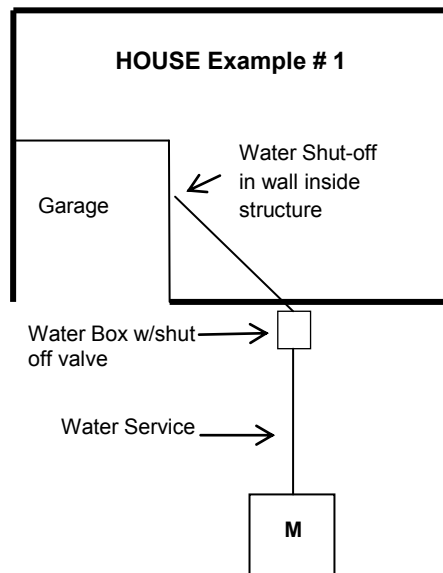 HOUSE Example # 1
Water Shut-off
in wall inside
structure
Garage
Water Box w/shut
off valve
Water Service
M